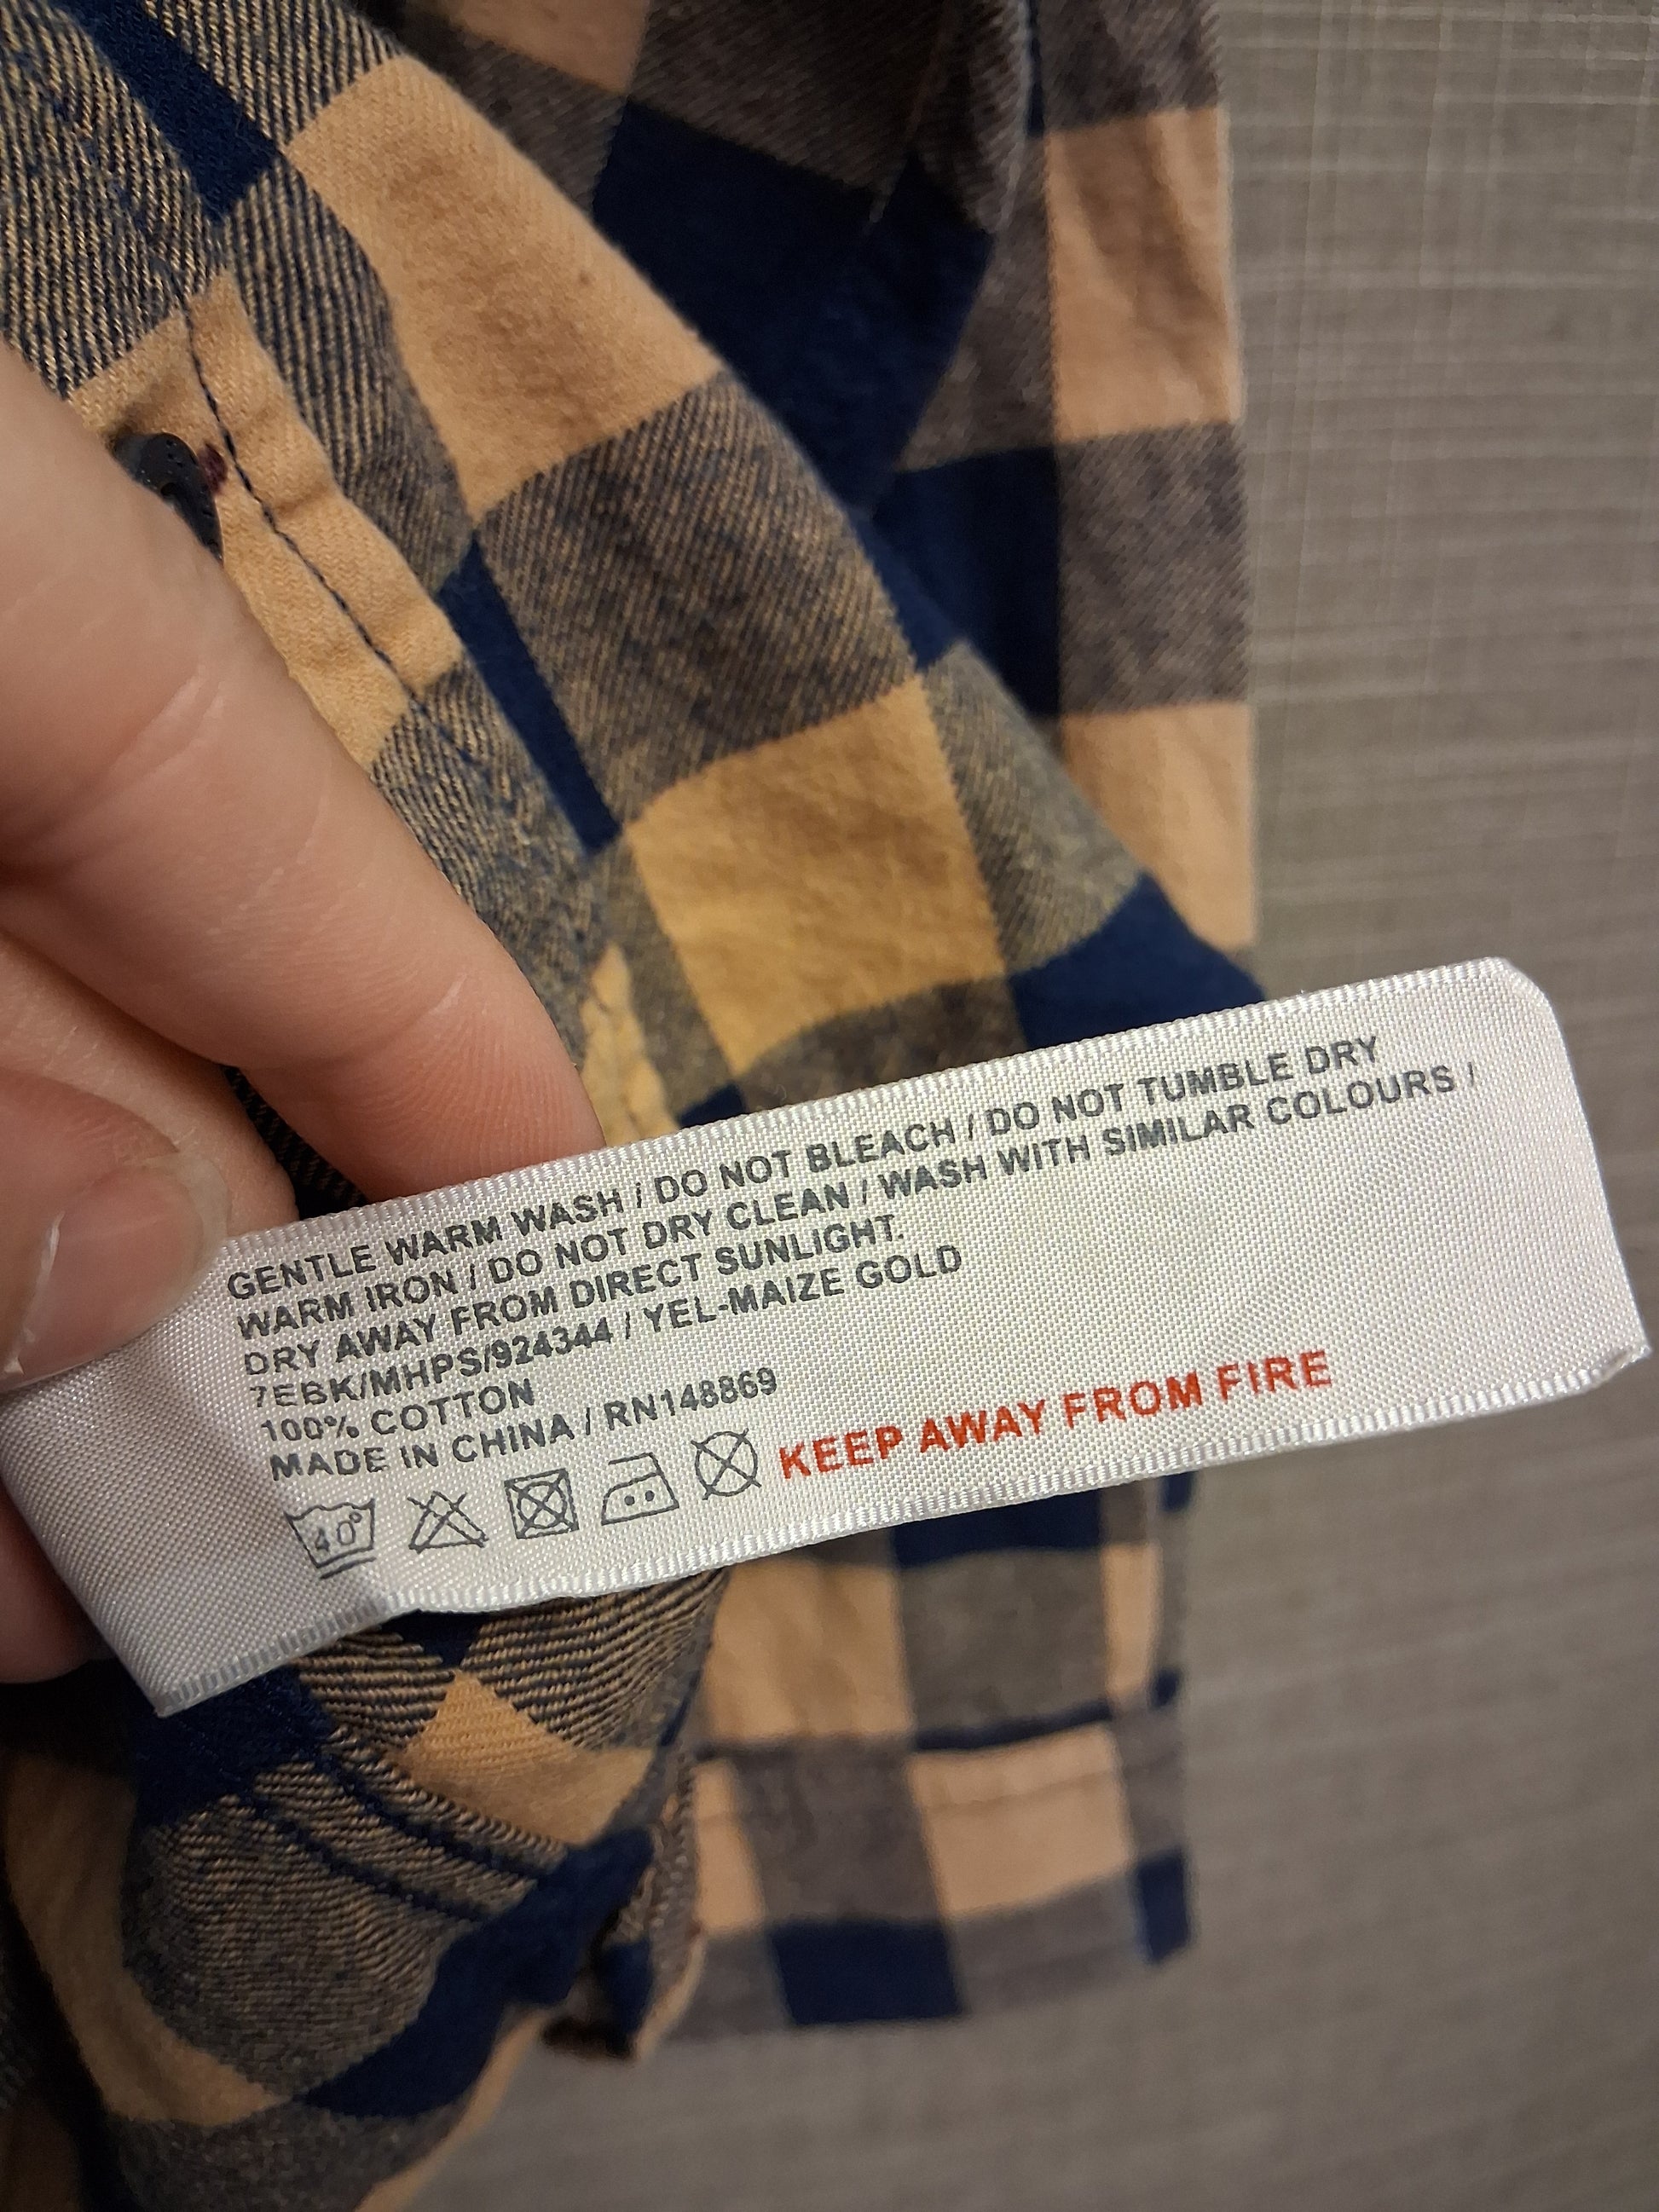 GENTLE WARM WASH / DO NOT BLEACH / DO NOT TUMBLE DRY
WARM IRON / DO NOT DRY CLEAN / WASH WITH SIMILAR COLOURS /
DRY AWAY FROM DIRECT SUNLIGHT.
7EBK/MHPS/924344 / YEL-MAIZE GOLD
100% COTTON
MADE IN CHINA / RN148869
40° KEEP AWAY FROM FIRE